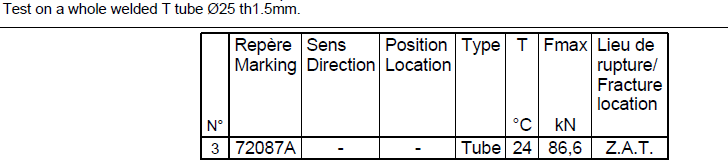 Test on a whole welded T tube Ø25 th1.5mm.
N° Repère Marking Sens Direction Position Location Type T °C Fmax kN Lieu de rupture/ Fracture location
3 72087A - - Tube 24 86,6 Z.A.T.